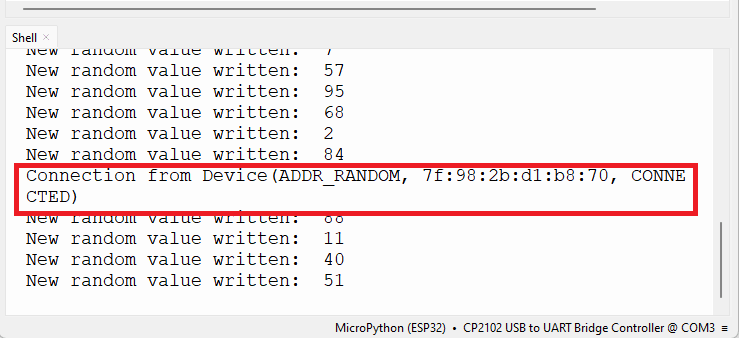 Shell ×
New random value written:  7
New random value written:  57
New random value written:  95
New random value written:  68
New random value written:  2
New random value written:  84
Connection from Device(ADDR_RANDOM, 7f:98:2b:d1:b8:70, CONNE
CTED)
New random value written:  88
New random value written:  11
New random value written:  40
New random value written:  51
MicroPython (ESP32) • CP2102 USB to UART Bridge Controller @ COM3 ≡